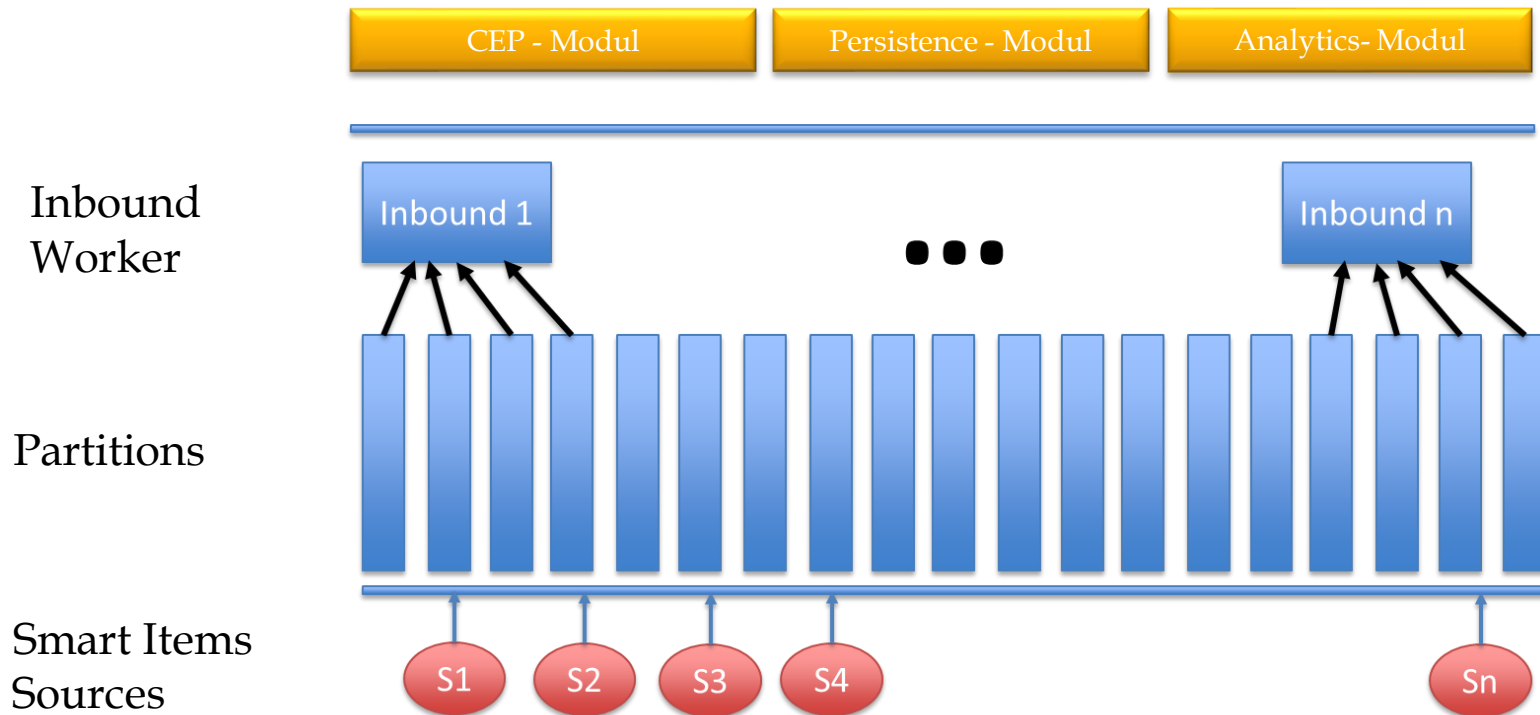 CEP - Modul
Persistence - Modul
Analytics- Modul
Inbound
Worker
Inbound 1
Inbound n
Partitions
Smart Items
Sources
S1
S2
S3
S4
Sn